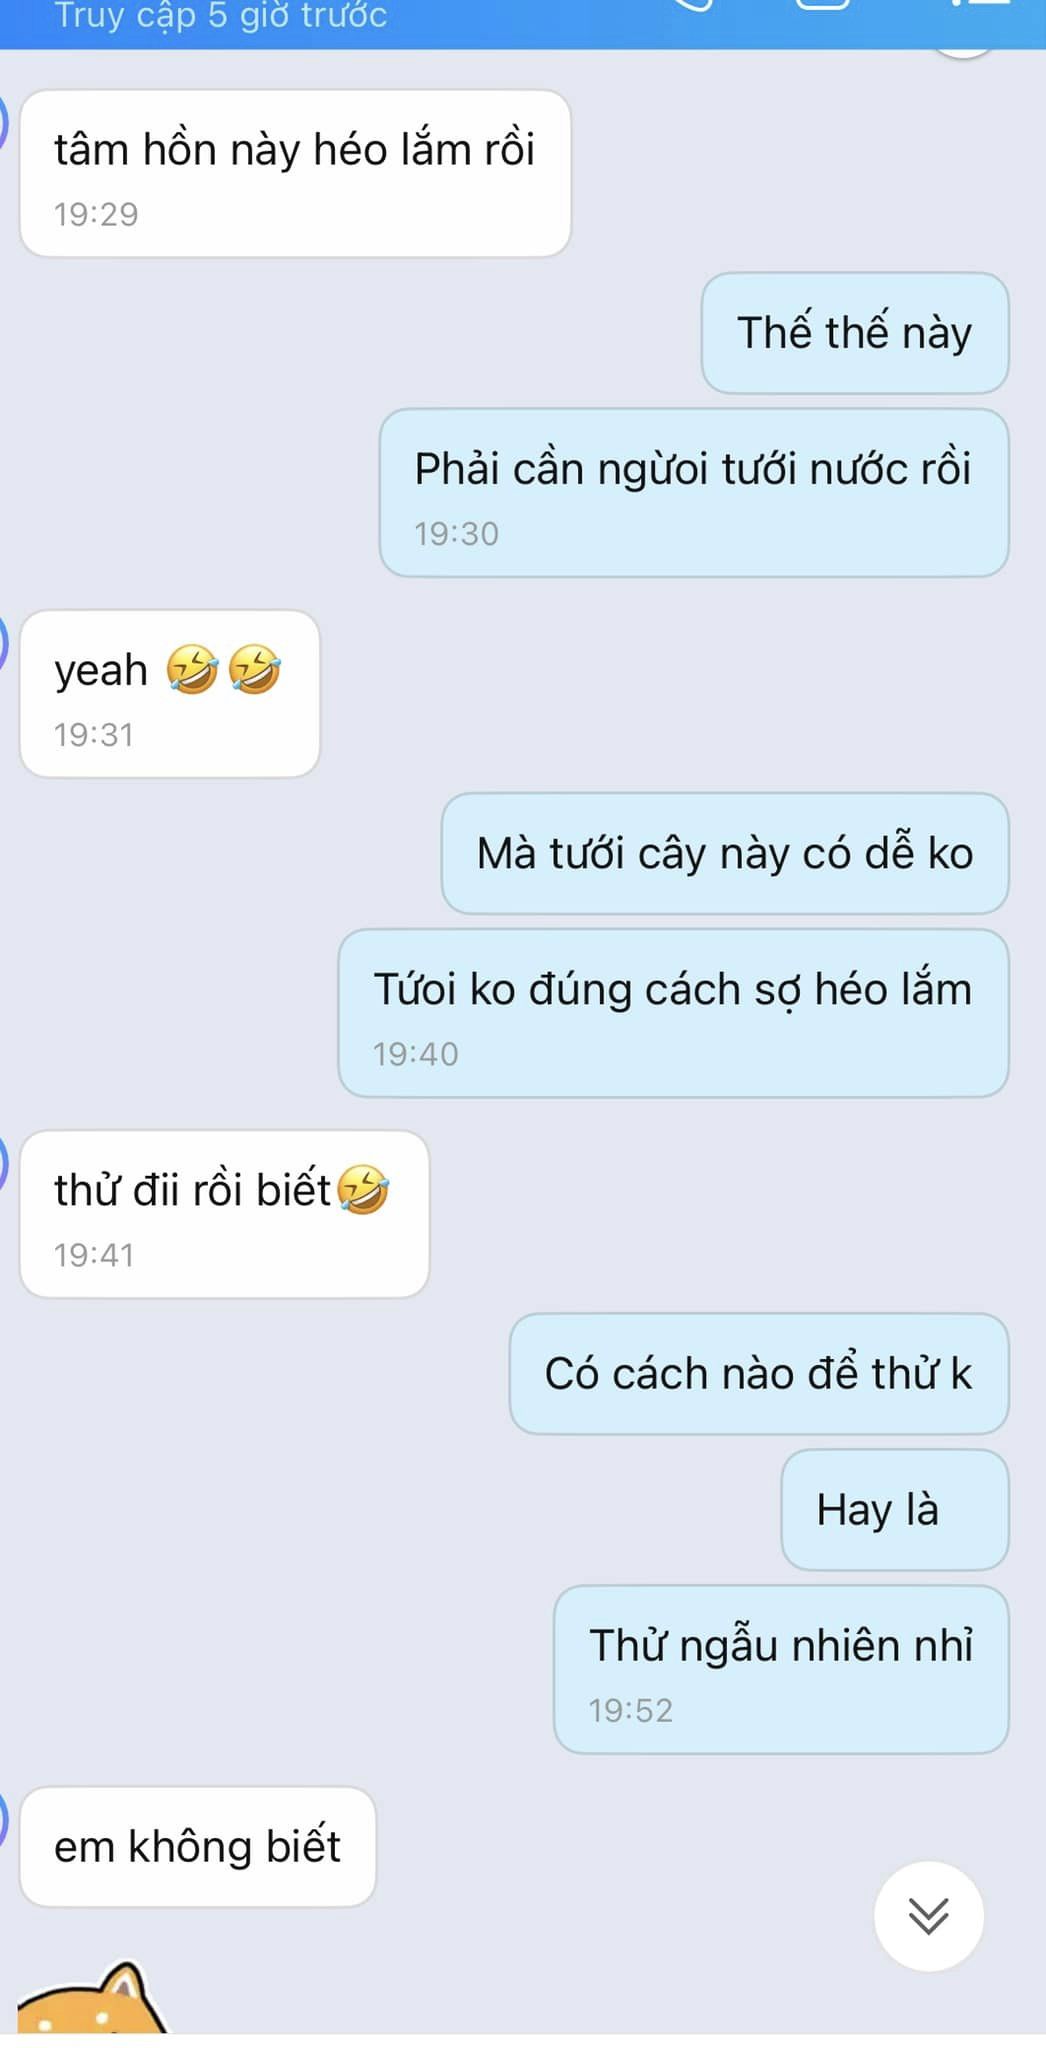 Truy cập 5 giờ trước
tâm hồn này héo lắm rồi
19:29
Thế thế này
Phải cần ngừoi tưới nước rồi
19:30
yeah 🤣🤣
19:31
Mà tưới cây này có dễ ko
Tứoi ko đúng cách sợ héo lắm
19:40
thử đii rồi biết🤣
19:41
Có cách nào để thử k
Hay là
Thử ngẫu nhiên nhỉ
19:52
em không biết